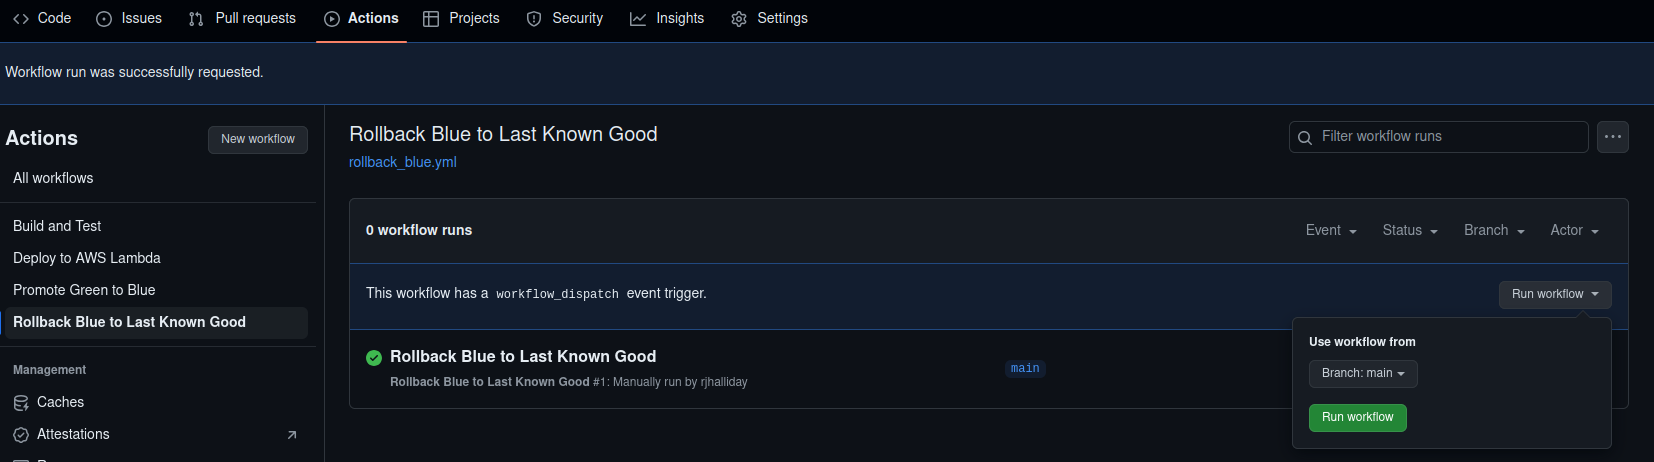 Code Issues Pull requests Actions Projects Security Insights Settings
Workflow run was successfully requested.
Actions New workflow
All workflows
Build and Test
Deploy to AWS Lambda
Promote Green to Blue
Rollback Blue to Last Known Good
Management
Caches
Attestations
Rollback Blue to Last Known Good
rollback_blue.yml
Filter workflow runs
0 workflow runs
Event Status Branch Actor
This workflow has a workflow_dispatch event trigger.
Run workflow
Rollback Blue to Last Known Good
Rollback Blue to Last Known Good #1: Manually run by rjhalliday
main
Use workflow from
Branch: main
Run workflow